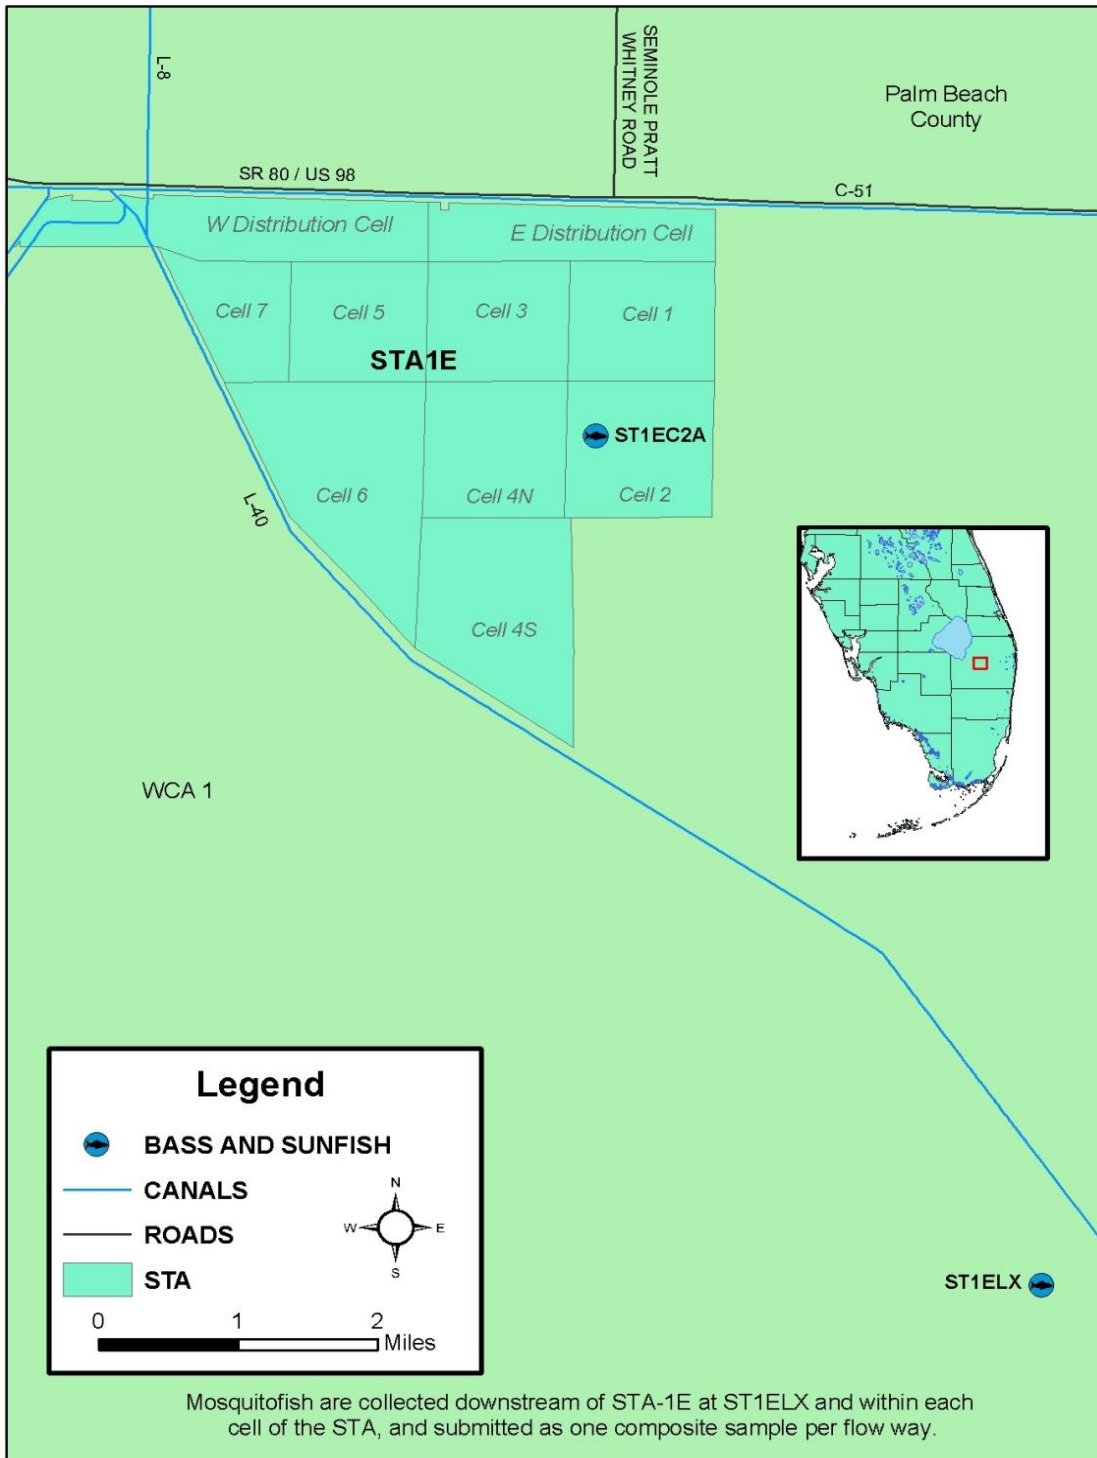 L-8
SEMINOLE PRATT
WHITNEY ROAD
Palm Beach
County
SR 80 / US 98
C-51
W Distribution Cell
E Distribution Cell
Cell 7
Cell 5
Cell 3
Cell 1
STA1E
ST1EC2A
Cell 6
Cell 4N
Cell 2
L-40
Cell 4S
WCA 1
Legend
BASS AND SUNFISH
CANALS
ROADS
STA
N
W
E
S
0 1 2
Miles
ST1ELX
Mosquitofish are collected downstream of STA-1E at ST1ELX and within each
cell of the STA, and submitted as one composite sample per flow way.